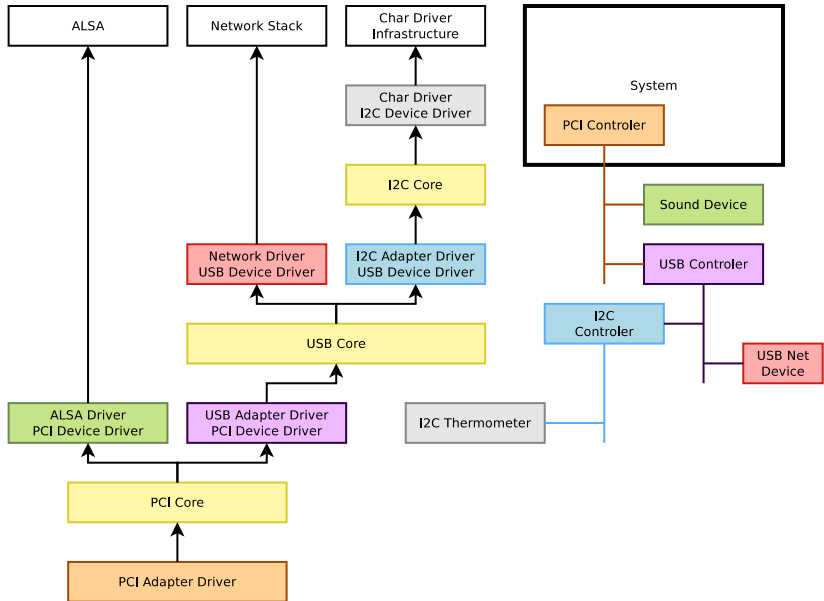 ALSA
Network Stack
Char Driver
Infrastructure
System
Char Driver
I2C Device Driver
PCI Controler
I2C Core
Sound Device
Network Driver
USB Device Driver
I2C Adapter Driver
USB Device Driver
USB Controler
I2C
Controler
USB Core
USB Net
Device
ALSA Driver
PCI Device Driver
USB Adapter Driver
PCI Device Driver
I2C Thermometer
PCI Core
PCI Adapter Driver